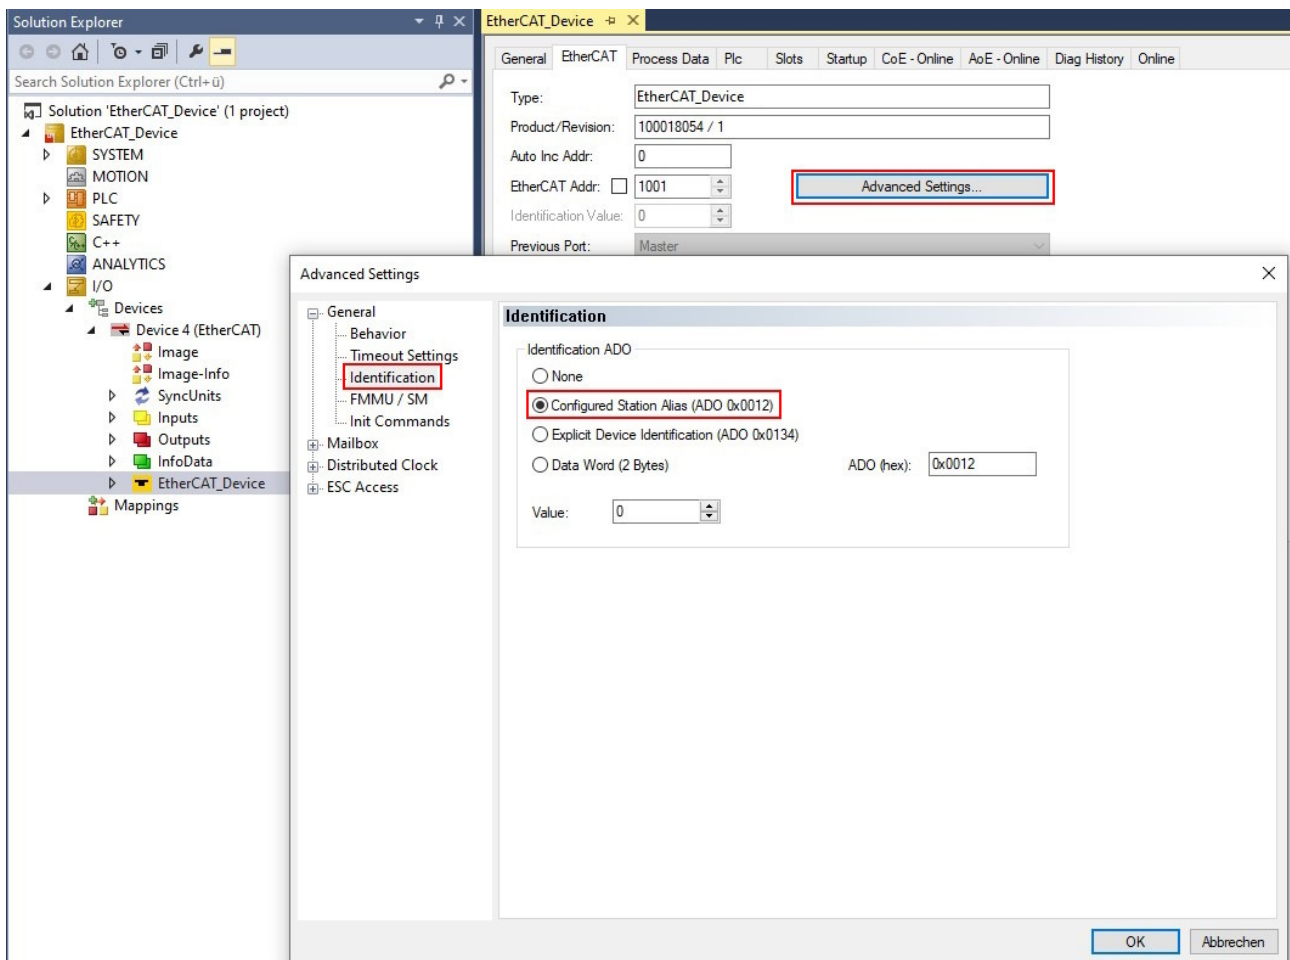 Solution Explorer
Search Solution Explorer (Ctrl+ü)
Solution 'EtherCAT_Device' (1 project)
EtherCAT_Device
SYSTEM
MOTION
PLC
SAFETY
C++
ANALYTICS
I/O
Devices
Device 4 (EtherCAT)
Image
Image-Info
SyncUnits
Inputs
Outputs
InfoData
EtherCAT_Device
Mappings
EtherCAT_Device
General EtherCAT Process Data Plc Slots Startup CoE - Online AoE - Online Diag History Online
Type: EtherCAT_Device
Product/Revision: 100018054 / 1
Auto Inc Addr: 0
EtherCAT Addr: 1001 Advanced Settings...
Identification Value: 0
Previous Port: Master
Advanced Settings
General
Behavior
Timeout Settings
Identification
FMMU / SM
Init Commands
Mailbox
Distributed Clock
ESC Access
Identification
Identification ADO
None
Configured Station Alias (ADO 0x0012)
Explicit Device Identification (ADO 0x0134)
Data Word (2 Bytes) ADO (hex): 0x0012
Value: 0
OK Abbrechen